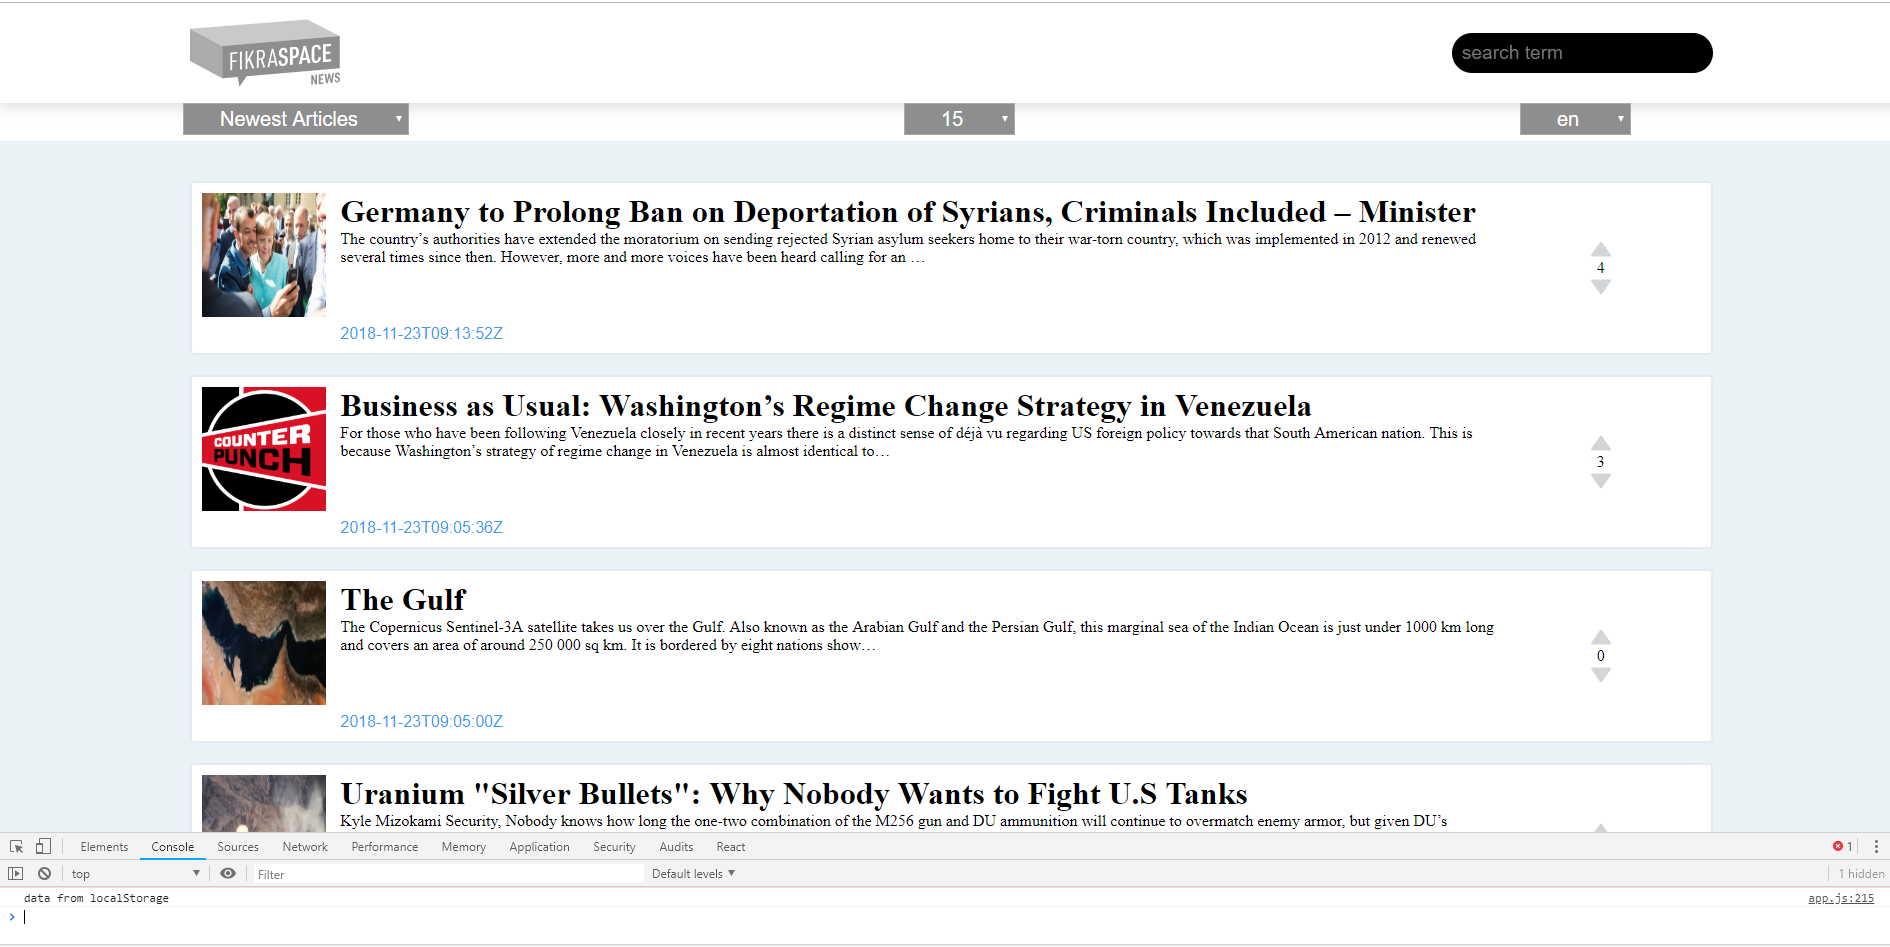 FIKRASPACE
NEWS
search term
Newest Articles
15
en
Germany to Prolong Ban on Deportation of Syrians, Criminals Included – Minister
The country’s authorities have extended the moratorium on sending rejected Syrian asylum seekers home to their war-torn country, which was implemented in 2012 and renewed
several times since then. However, more and more voices have been heard calling for an …
4
2018-11-23T09:13:52Z
COUNTER
PUNCH
Business as Usual: Washington’s Regime Change Strategy in Venezuela
For those who have been following Venezuela closely in recent years there is a distinct sense of déjà vu regarding US foreign policy towards that South American nation. This is
because Washington’s strategy of regime change in Venezuela is almost identical to…
3
2018-11-23T09:05:36Z
The Gulf
The Copernicus Sentinel-3A satellite takes us over the Gulf. Also known as the Arabian Gulf and the Persian Gulf, this marginal sea of the Indian Ocean is just under 1000 km long
and covers an area of around 250 000 sq km. It is bordered by eight nations show…
0
2018-11-23T09:05:00Z
Uranium "Silver Bullets": Why Nobody Wants to Fight U.S Tanks
Kyle Mizokami Security, Nobody knows how long the one-two combination of the M256 gun and DU ammunition will continue to overmatch enemy armor, but given DU’s
Elements Console Sources Network Performance Memory Application Security Audits React 1
top Filter Default levels 1 hidden
data from localStorage app.js:215